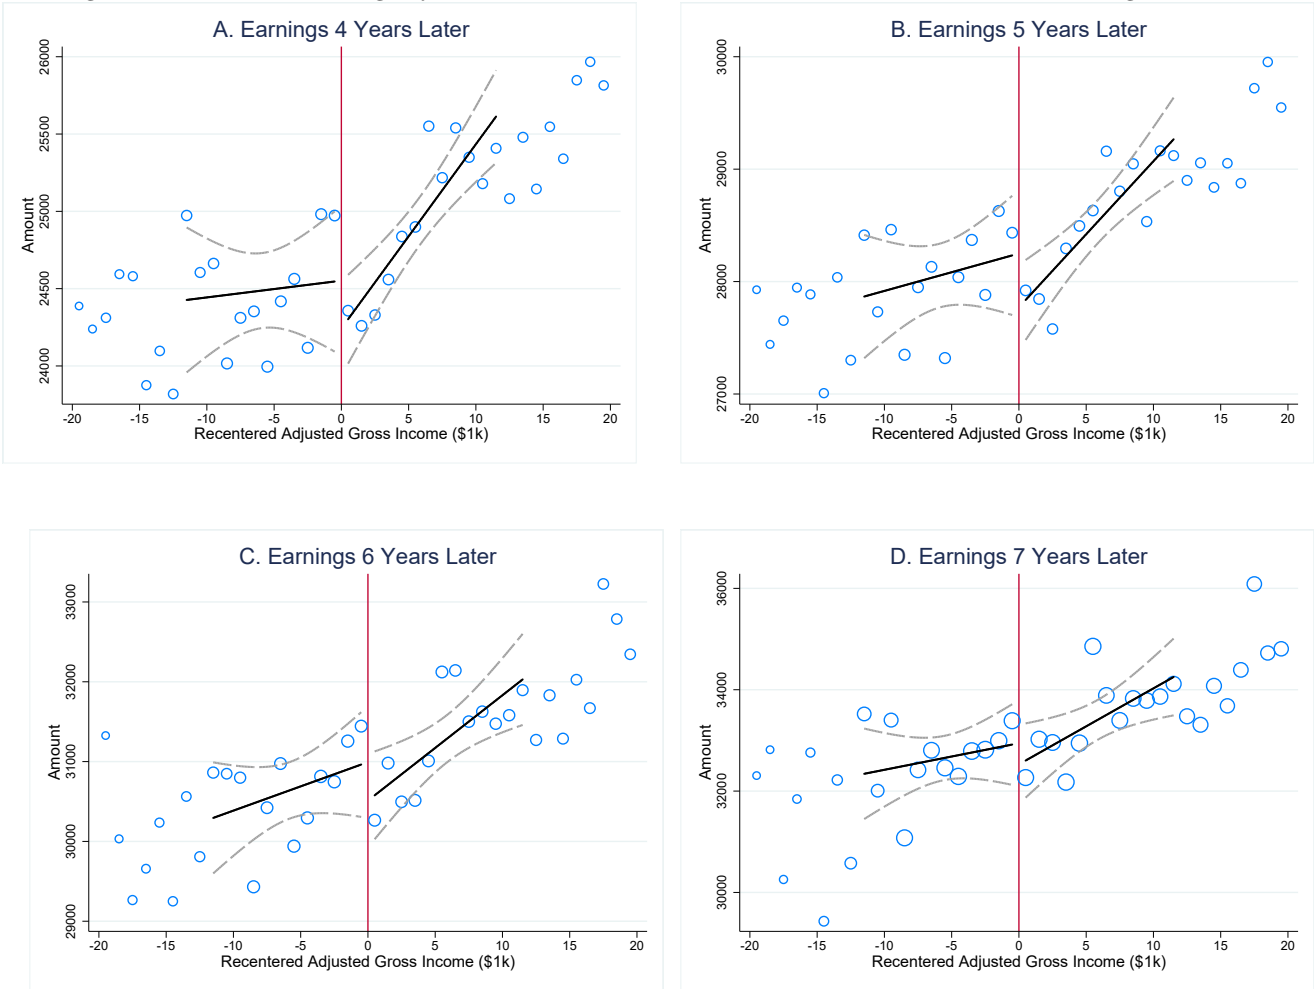 A. Earnings 4 Years Later
Amount
26000
25500
25000
24500
24000
-20 -15 -10 -5 0 5 10 15 20
Recentered Adjusted Gross Income ($1k)
B. Earnings 5 Years Later
Amount
30000
29000
28000
27000
-20 -15 -10 -5 0 5 10 15 20
Recentered Adjusted Gross Income ($1k)
C. Earnings 6 Years Later
Amount
33000
32000
31000
30000
29000
-20 -15 -10 -5 0 5 10 15 20
Recentered Adjusted Gross Income ($1k)
D. Earnings 7 Years Later
Amount
36000
34000
32000
30000
-20 -15 -10 -5 0 5 10 15 20
Recentered Adjusted Gross Income ($1k)